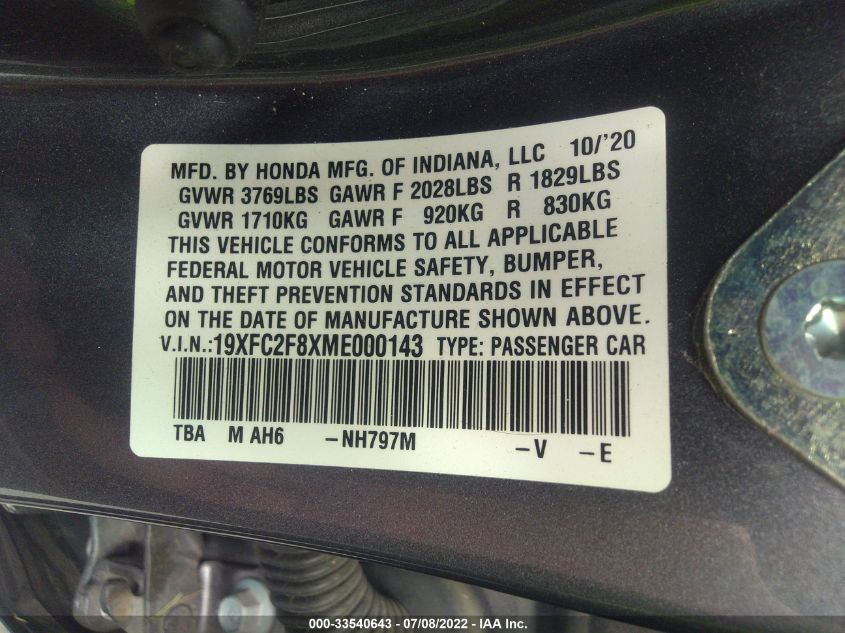 MFD. BY HONDA MFG. OF INDIANA, LLC 10/'20
GVWR 3769LBS GAWR F 2028LBS R 1829LBS
GVWR 1710KG GAWR F 920KG R 830KG
THIS VEHICLE CONFORMS TO ALL APPLICABLE
FEDERAL MOTOR VEHICLE SAFETY, BUMPER,
AND THEFT PREVENTION STANDARDS IN EFFECT
ON THE DATE OF MANUFACTURE SHOWN ABOVE.
V.I.N.:19XFC2F8XME000143 TYPE: PASSENGER CAR
TBA M AH6 -NH797M -V -E
000-33540643 / 07/08/2022 - IAA Inc.